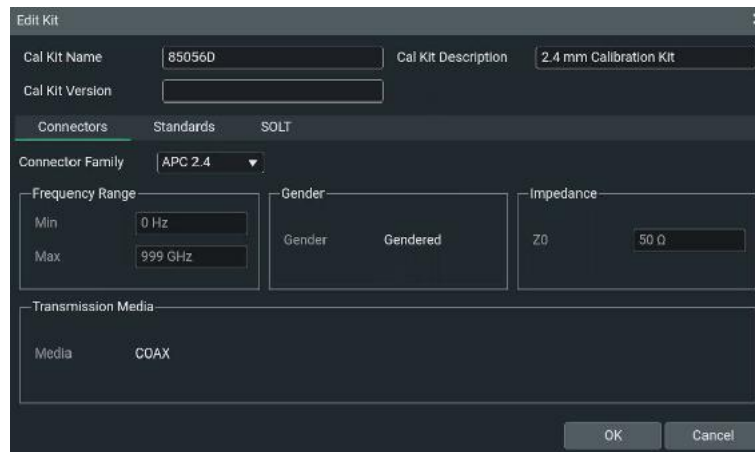 Edit Kit
Cal Kit Name 85056D Cal Kit Description 2.4 mm Calibration Kit
Cal Kit Version
Connectors Standards SOLT
Connector Family APC 2.4
Frequency Range Gender Impedance
Min 0 Hz
Gender Gendered Z0 50 Ω
Max 999 GHz
Transmission Media
Media COAX
OK Cancel